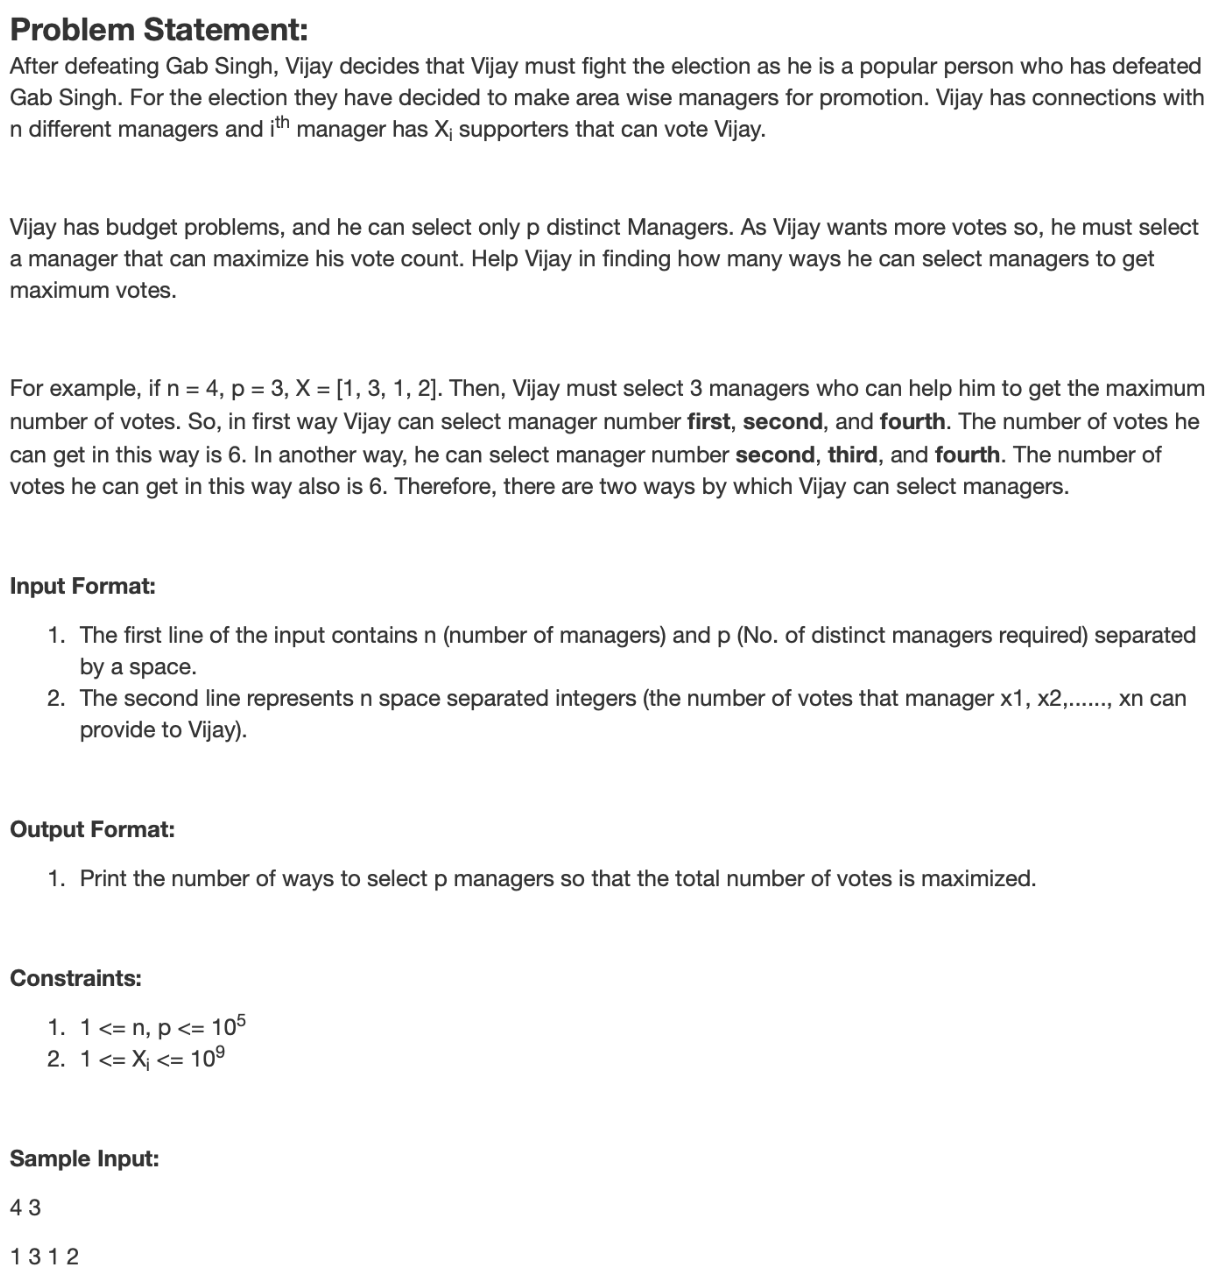 Problem Statement:
After defeating Gab Singh, Vijay decides that Vijay must fight the election as he is a popular person who has defeated
Gab Singh. For the election they have decided to make area wise managers for promotion. Vijay has connections with
n different managers and iᵗʰ manager has Xᵢ supporters that can vote Vijay.
Vijay has budget problems, and he can select only p distinct Managers. As Vijay wants more votes so, he must select
a manager that can maximize his vote count. Help Vijay in finding how many ways he can select managers to get
maximum votes.
For example, if n = 4, p = 3, X = [1, 3, 1, 2]. Then, Vijay must select 3 managers who can help him to get the maximum
number of votes. So, in first way Vijay can select manager number first, second, and fourth. The number of votes he
can get in this way is 6. In another way, he can select manager number second, third, and fourth. The number of
votes he can get in this way also is 6. Therefore, there are two ways by which Vijay can select managers.
Input Format:
1. The first line of the input contains n (number of managers) and p (No. of distinct managers required) separated
by a space.
2. The second line represents n space separated integers (the number of votes that manager x1, x2,......, xn can
provide to Vijay).
Output Format:
1. Print the number of ways to select p managers so that the total number of votes is maximized.
Constraints:
1. 1 <= n, p <= 10⁵
2. 1 <= Xᵢ <= 10⁹
Sample Input:
4 3
1 3 1 2